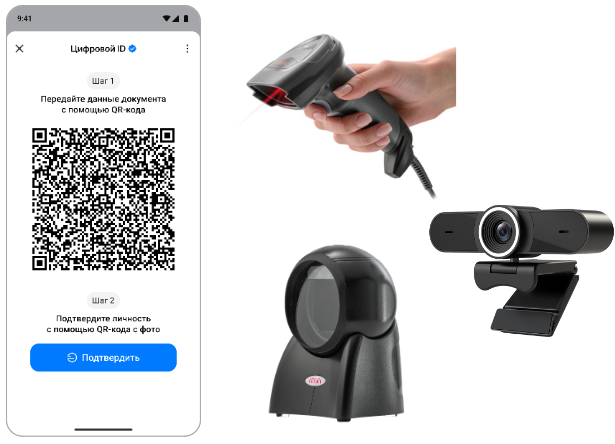 9:41
Цифровой ID
Шаг 1
Передайте данные документа
с помощью QR-кода
Шаг 2
Подтвердите личность
с помощью QR-кода с фото
Подтвердить